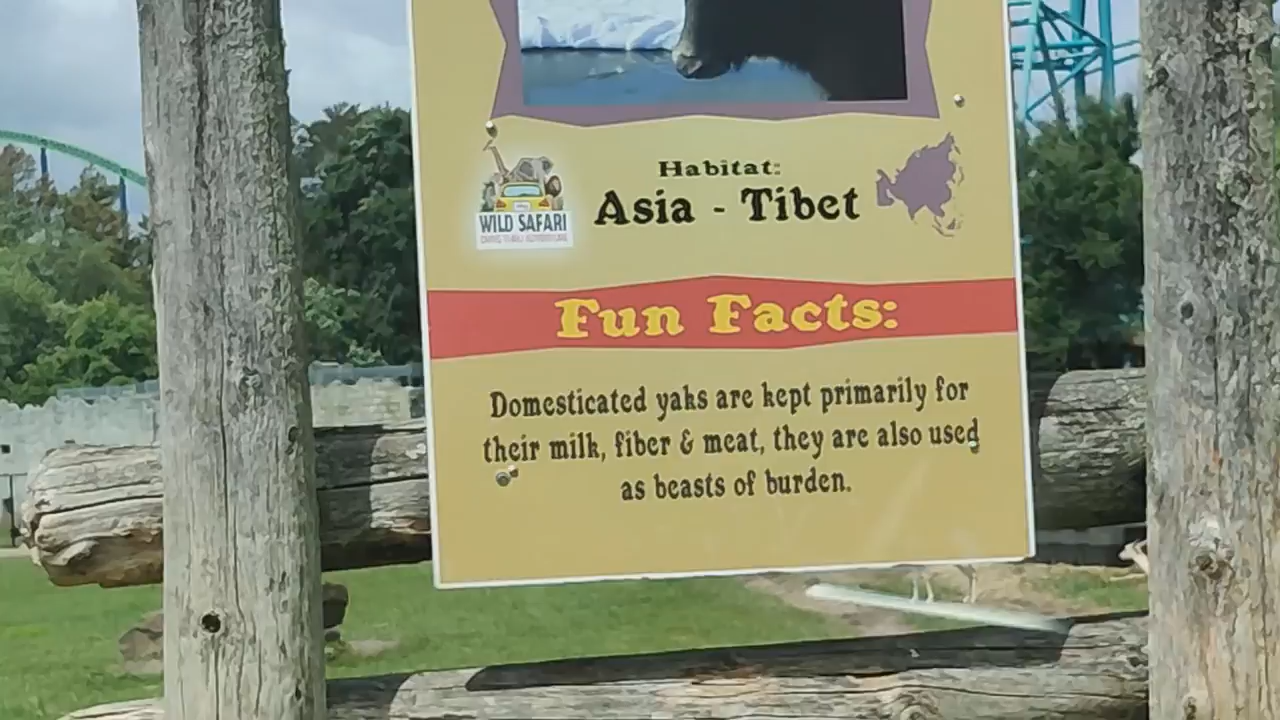 Habitat:
Asia - Tibet
WILD SAFARI
Fun Facts:
Domesticated yaks are kept primarily for
their milk, fiber & meat, they are also used
as beasts of burden.